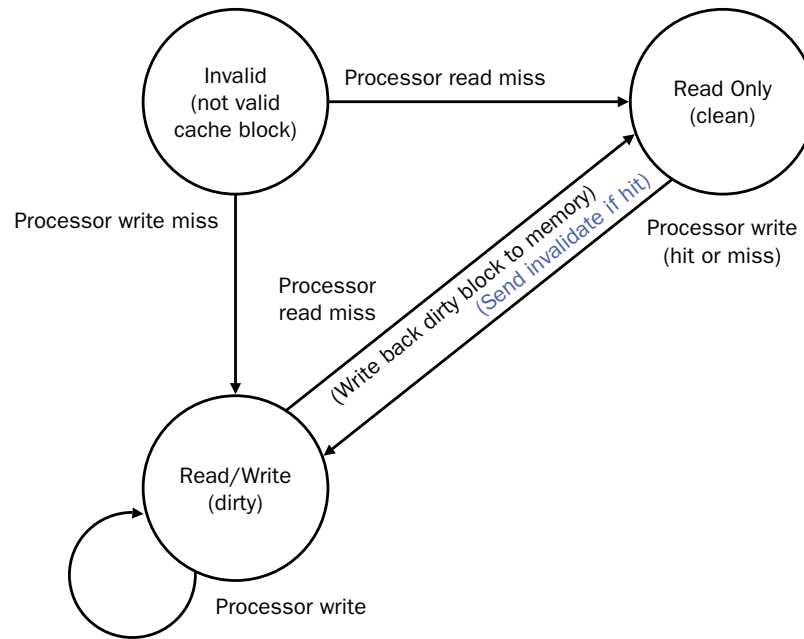 Invalid
(not valid
cache block)
Processor read miss
Read Only
(clean)
Processor write miss
Processor
read miss
(Write back dirty block to memory)
(Send invalidate if hit)
Processor write
(hit or miss)
Read/Write
(dirty)
Processor write